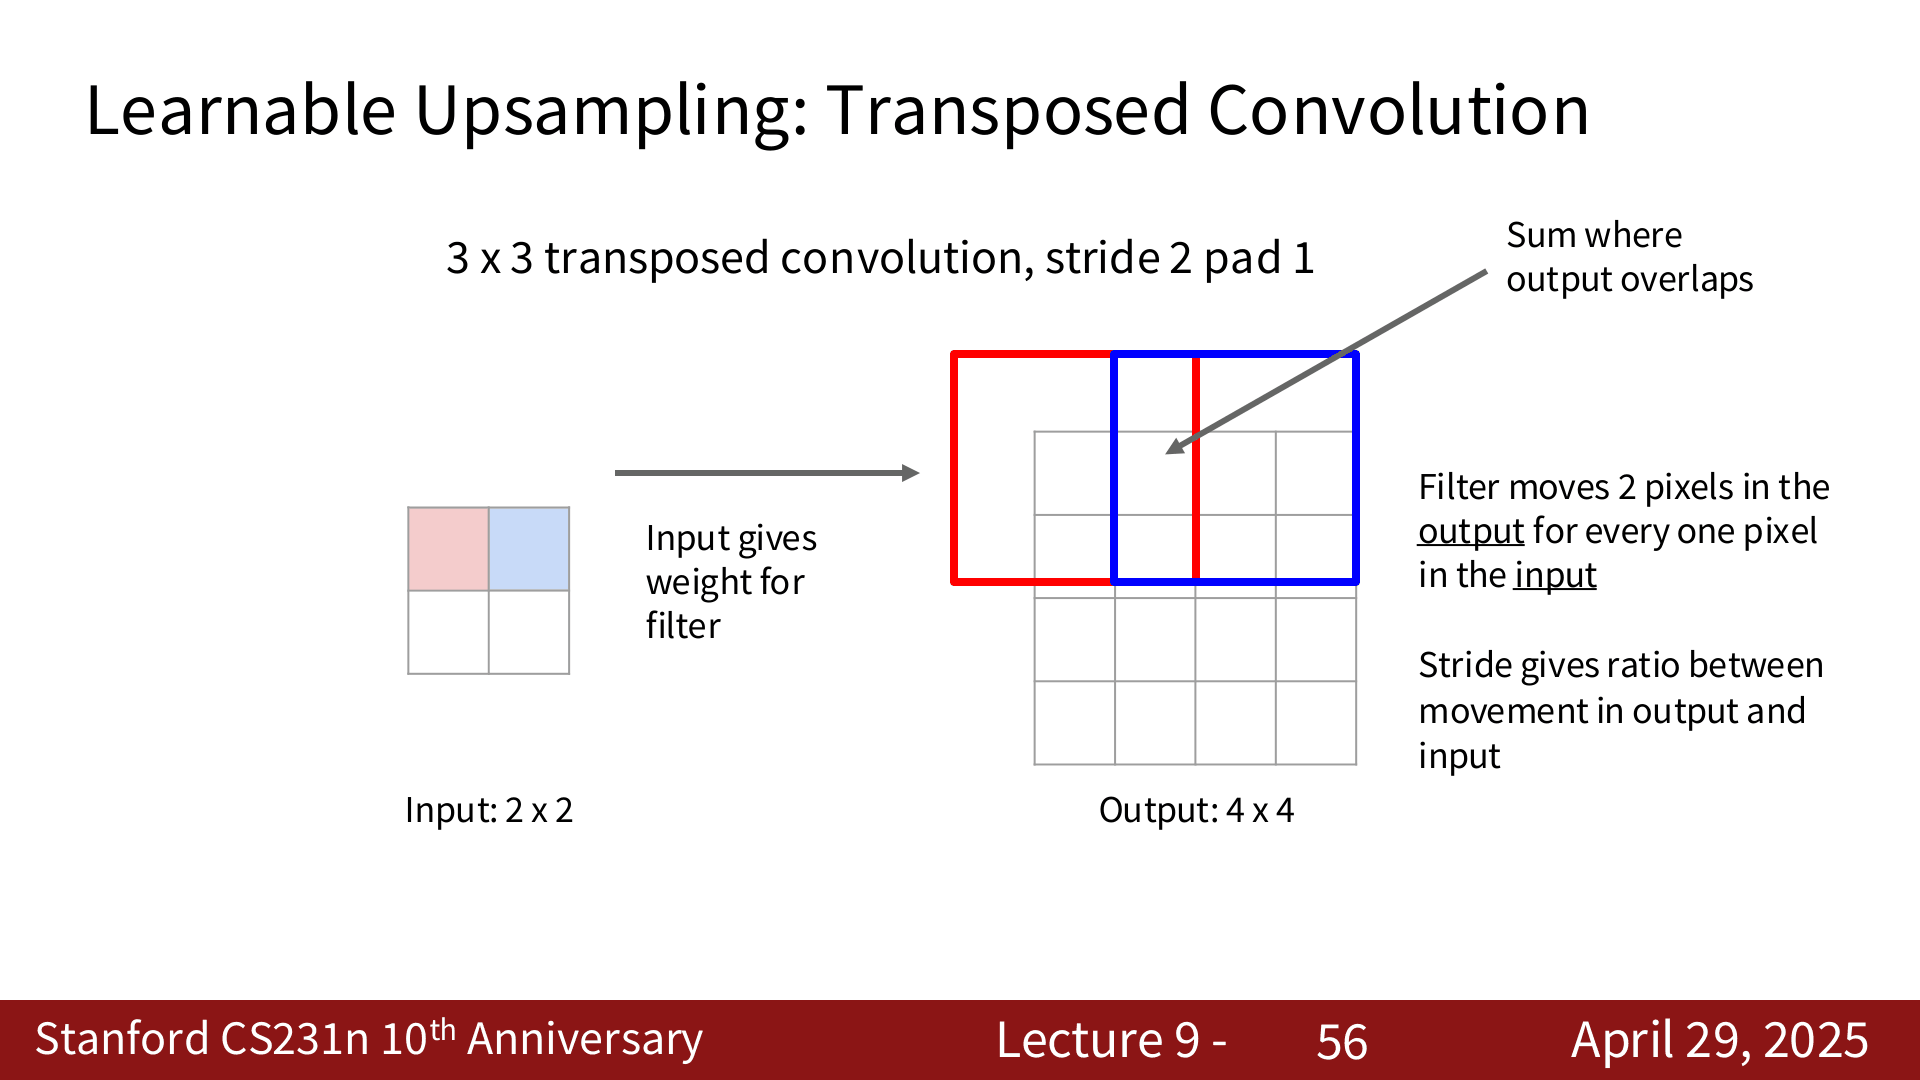 Learnable Upsampling: Transposed Convolution
3 x 3 transposed convolution, stride 2 pad 1
Sum where
output overlaps
Input gives
weight for
filter
Filter moves 2 pixels in the
output for every one pixel
in the input
Stride gives ratio between
movement in output and
input
Input: 2 x 2
Output: 4 x 4
Stanford CS231n 10th Anniversary
Lecture 9 - 56
April 29, 2025